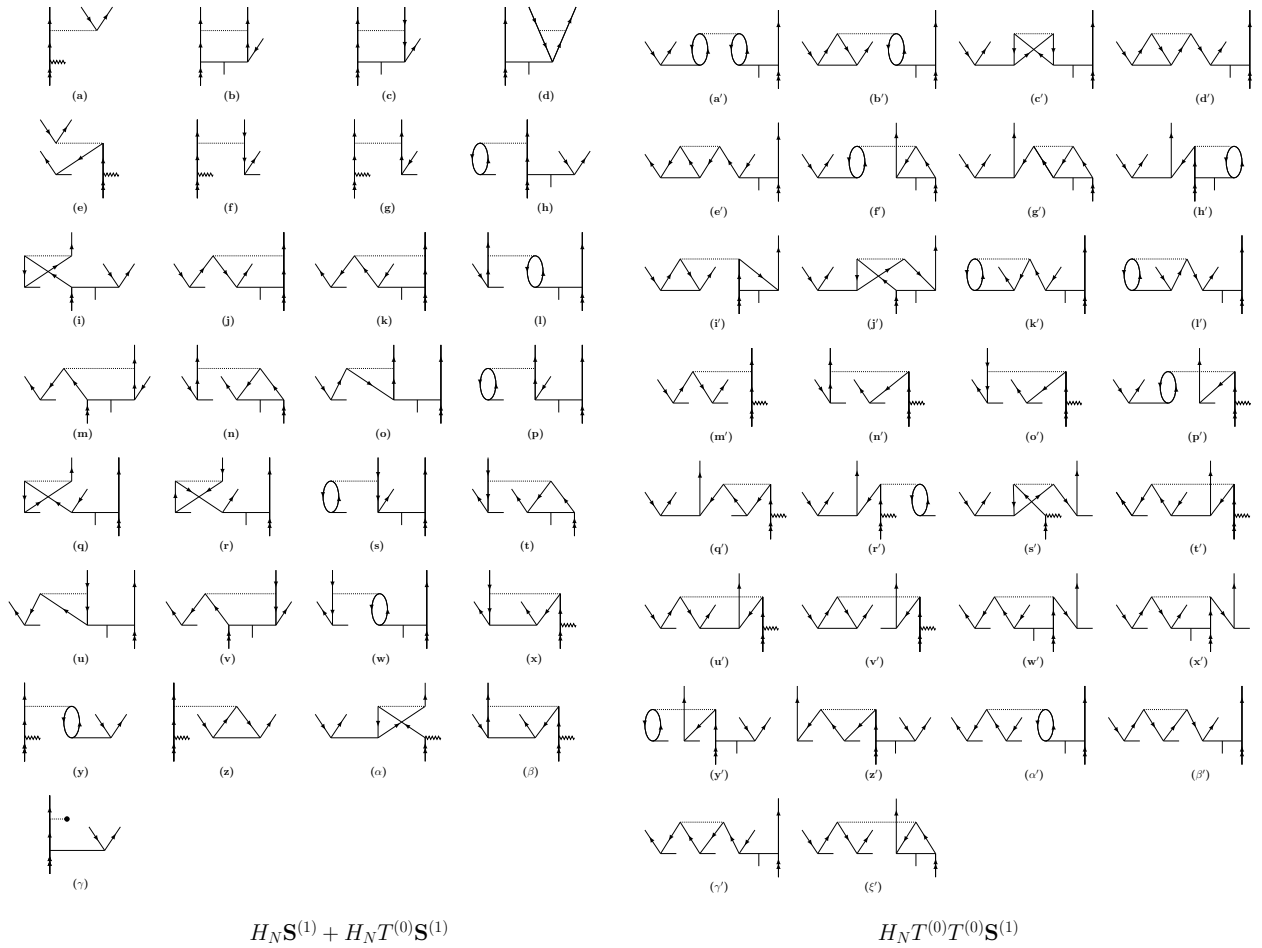 (a) (b) (c) (d) (a′) (b′) (c′) (d′)
(e) (f) (g) (h) (e′) (f′) (g′) (h′)
(i) (j) (k) (l) (i′) (j′) (k′) (l′)
(m) (n) (o) (p) (m′) (n′) (o′) (p′)
(q) (r) (s) (t) (q′) (r′) (s′) (t′)
(u) (v) (w) (x) (u′) (v′) (w′) (x′)
(y) (z) (α) (β) (y′) (z′) (α′) (β′)
(γ) (γ′) (ξ′)
H_N S^{(1)} + H_N T^{(0)} S^{(1)} H_N T^{(0)} T^{(0)} S^{(1)}